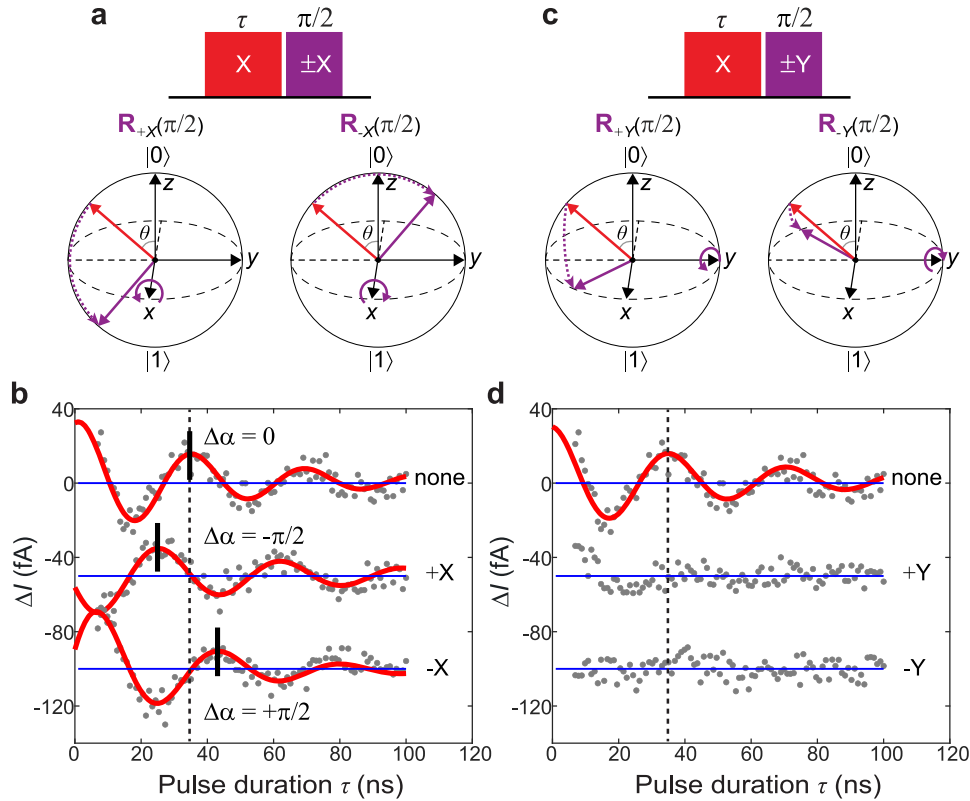 a
τ π/2
X ±X
R+X(π/2) R-X(π/2)
|0⟩ |0⟩
z z
θ θ
y y
x x
|1⟩ |1⟩
c
τ π/2
X ±Y
R+Y(π/2) R-Y(π/2)
|0⟩ |0⟩
z z
θ θ
y y
x x
|1⟩ |1⟩
b
ΔI (fA)
40
0
-40
-80
-120
Δα = 0
none
Δα = -π/2
+X
-X
Δα = +π/2
0 20 40 60 80 100 120
Pulse duration τ (ns)
d
ΔI (fA)
40
0
-40
-80
-120
none
+Y
-Y
0 20 40 60 80 100 120
Pulse duration τ (ns)